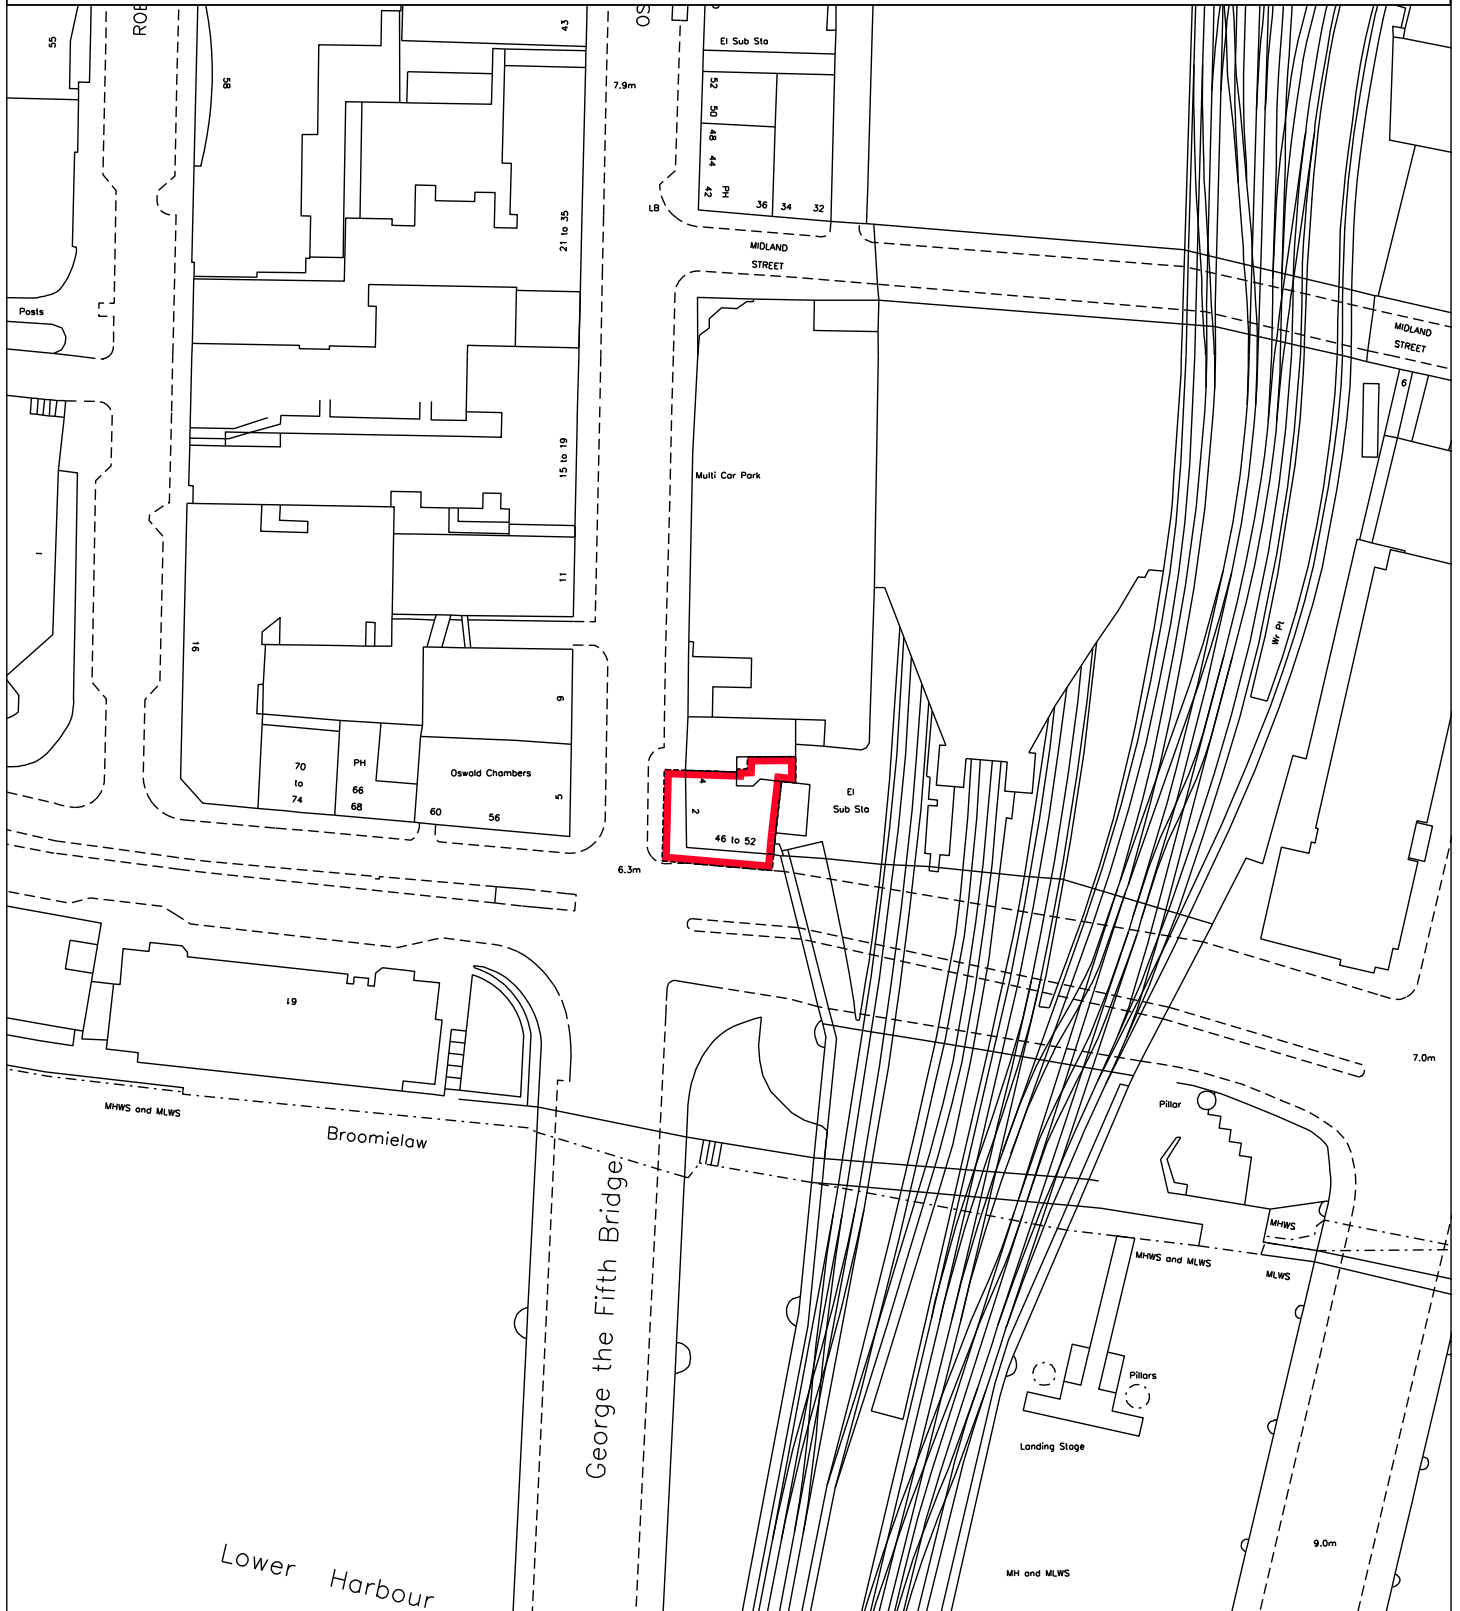 55
58
43
El Sub Sta
7.9m
52
50
48
44
42
PH
36
34
32
LB
21 to 35
MIDLAND
STREET
Posts
MIDLAND
STREET
6
15 to 19
Multi Car Park
11
16
Wr Pt
9
70
to
74
PH
66
68
Oswald Chambers
5
60
56
4
2
46 to 52
El
Sub Sta
6.3m
19
7.0m
MHWS and MLWS
Broomielaw
Pillar
George the Fifth Bridge
MHWS
MHWS and MLWS
MLWS
Pillars
Landing Stage
9.0m
Lower Harbour
MH and MLWS